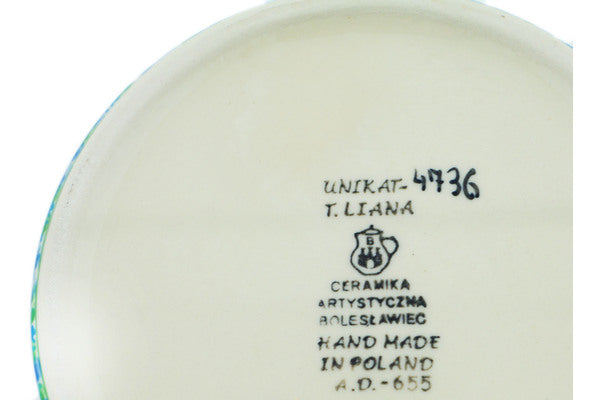 UNIKAT-4736
T. LIANA
B
CERAMIKA
ARTYSTYCZNA
BOLESŁAWIEC
HAND MADE
IN POLAND
A.D.-655